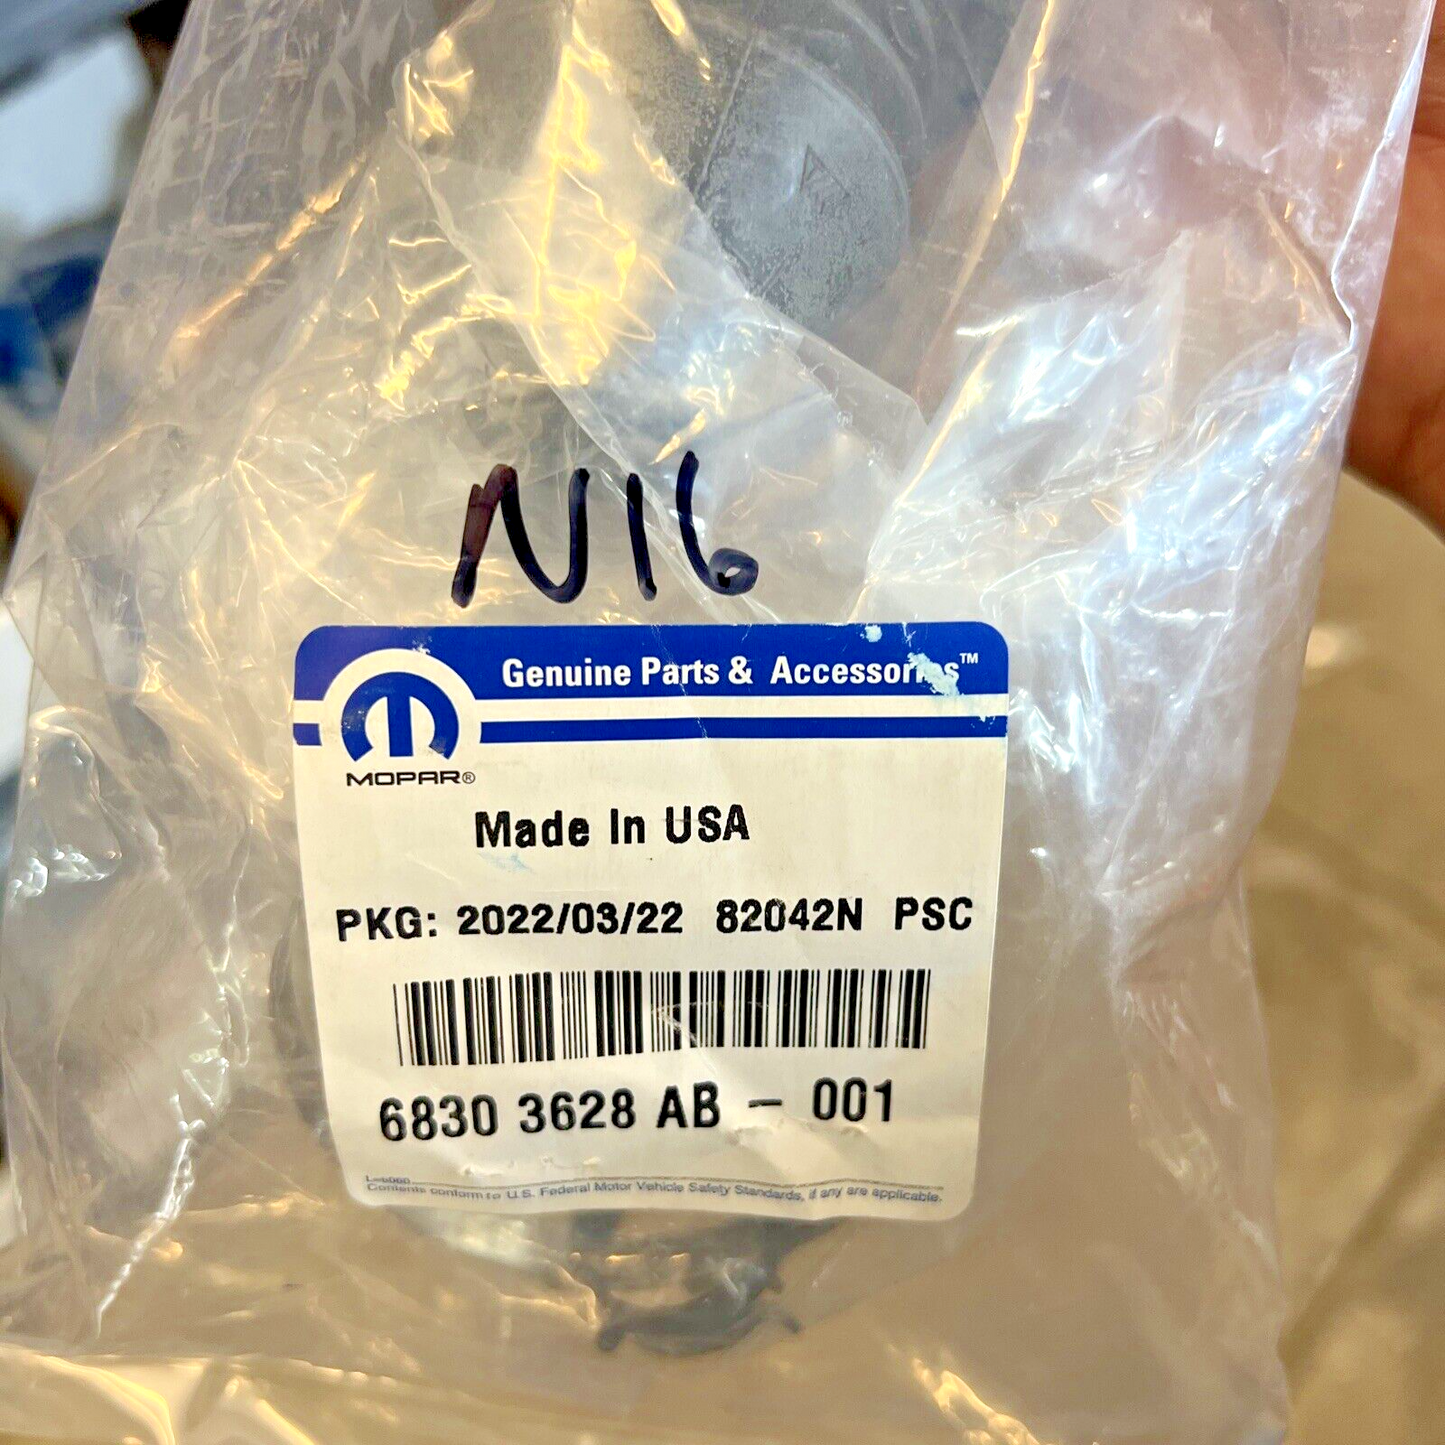 N16
Genuine Parts & Accessories™
MOPAR®
Made In USA
PKG: 2022/03/22 82042N PSC
6830 3628 AB – 001
L-6060
Contents conform to U.S. Federal Motor Vehicle Safety Standards, if any are applicable.